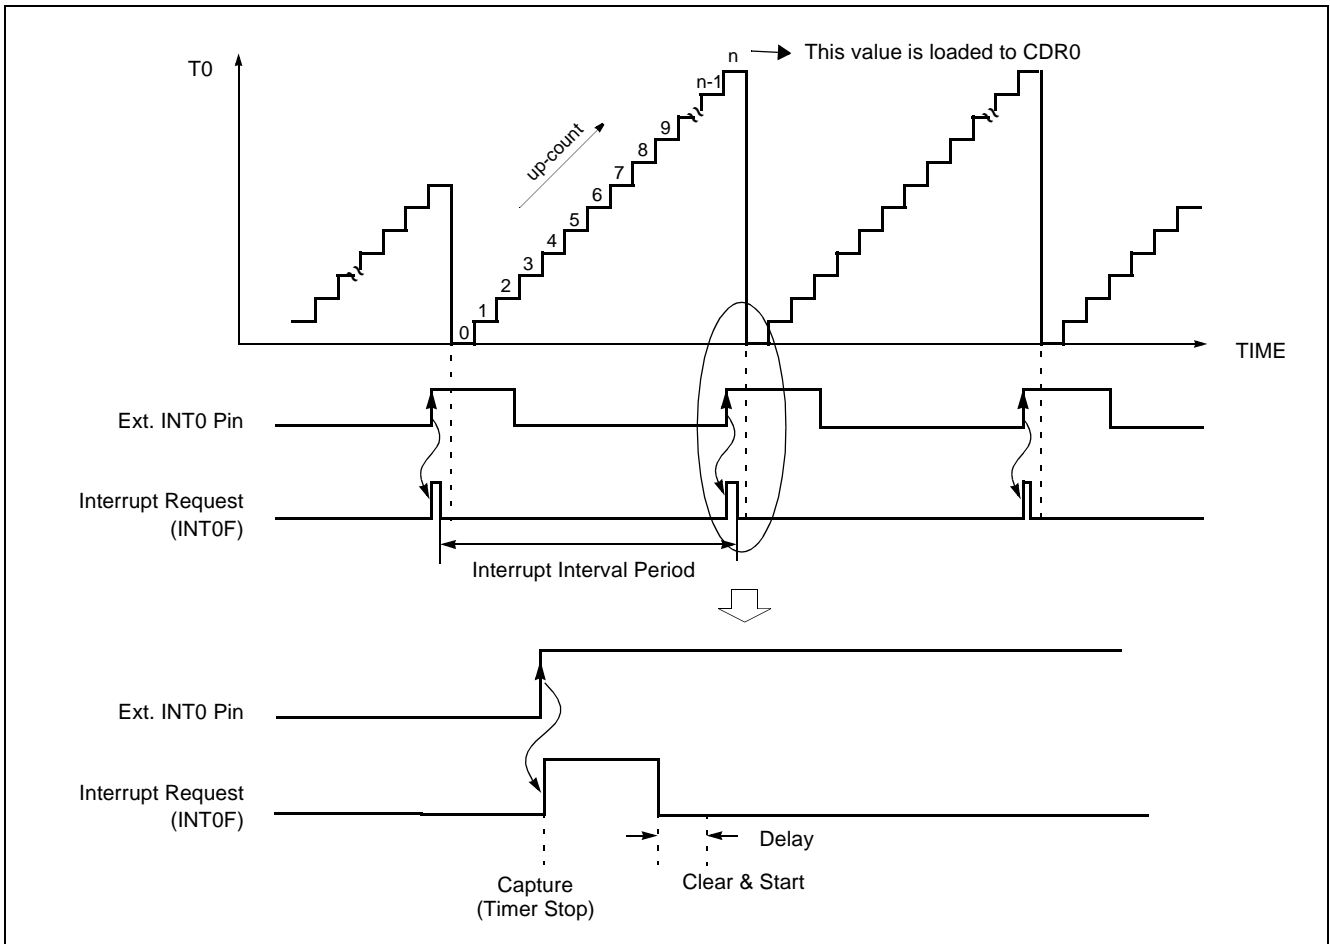 T0
n
This value is loaded to CDR0
n-1
9
8
7
6
5
4
3
2
1
0
up-count
TIME
Ext. INT0 Pin
Interrupt Request
(INT0F)
Interrupt Interval Period
Ext. INT0 Pin
Interrupt Request
(INT0F)
Delay
Capture
(Timer Stop)
Clear & Start